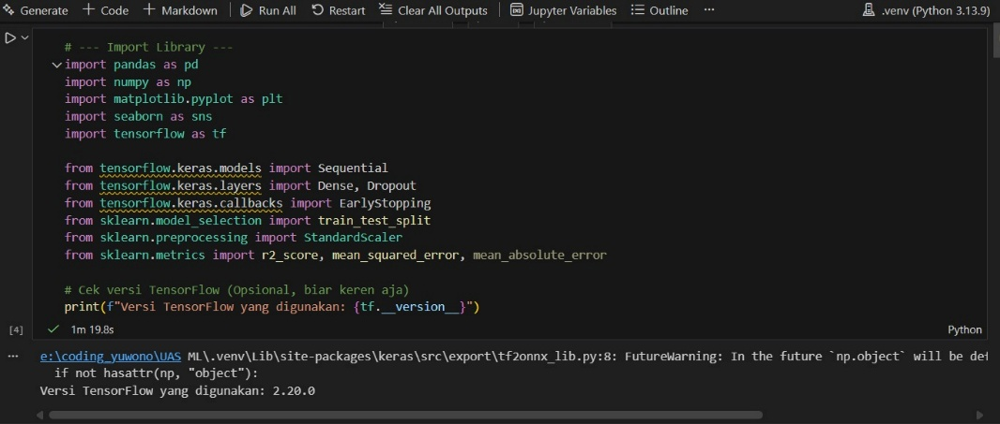 Generate + Code + Markdown Run All Restart Clear All Outputs Jupyter Variables Outline ... .venv (Python 3.13.9)
# --- Import Library ---
import pandas as pd
import numpy as np
import matplotlib.pyplot as plt
import seaborn as sns
import tensorflow as tf
from tensorflow.keras.models import Sequential
from tensorflow.keras.layers import Dense, Dropout
from tensorflow.keras.callbacks import EarlyStopping
from sklearn.model_selection import train_test_split
from sklearn.preprocessing import StandardScaler
from sklearn.metrics import r2_score, mean_squared_error, mean_absolute_error
# Cek versi TensorFlow (Opsional, biar keren aja)
print(f"Versi TensorFlow yang digunakan: {tf.__version__}")
[4] 1m 19.8s Python
... e:\coding_yuwono\UAS ML\.venv\Lib\site-packages\keras\src\export\tf2onnx_lib.py:8: FutureWarning: In the future `np.object` will be def
if not hasattr(np, "object"):
Versi TensorFlow yang digunakan: 2.20.0